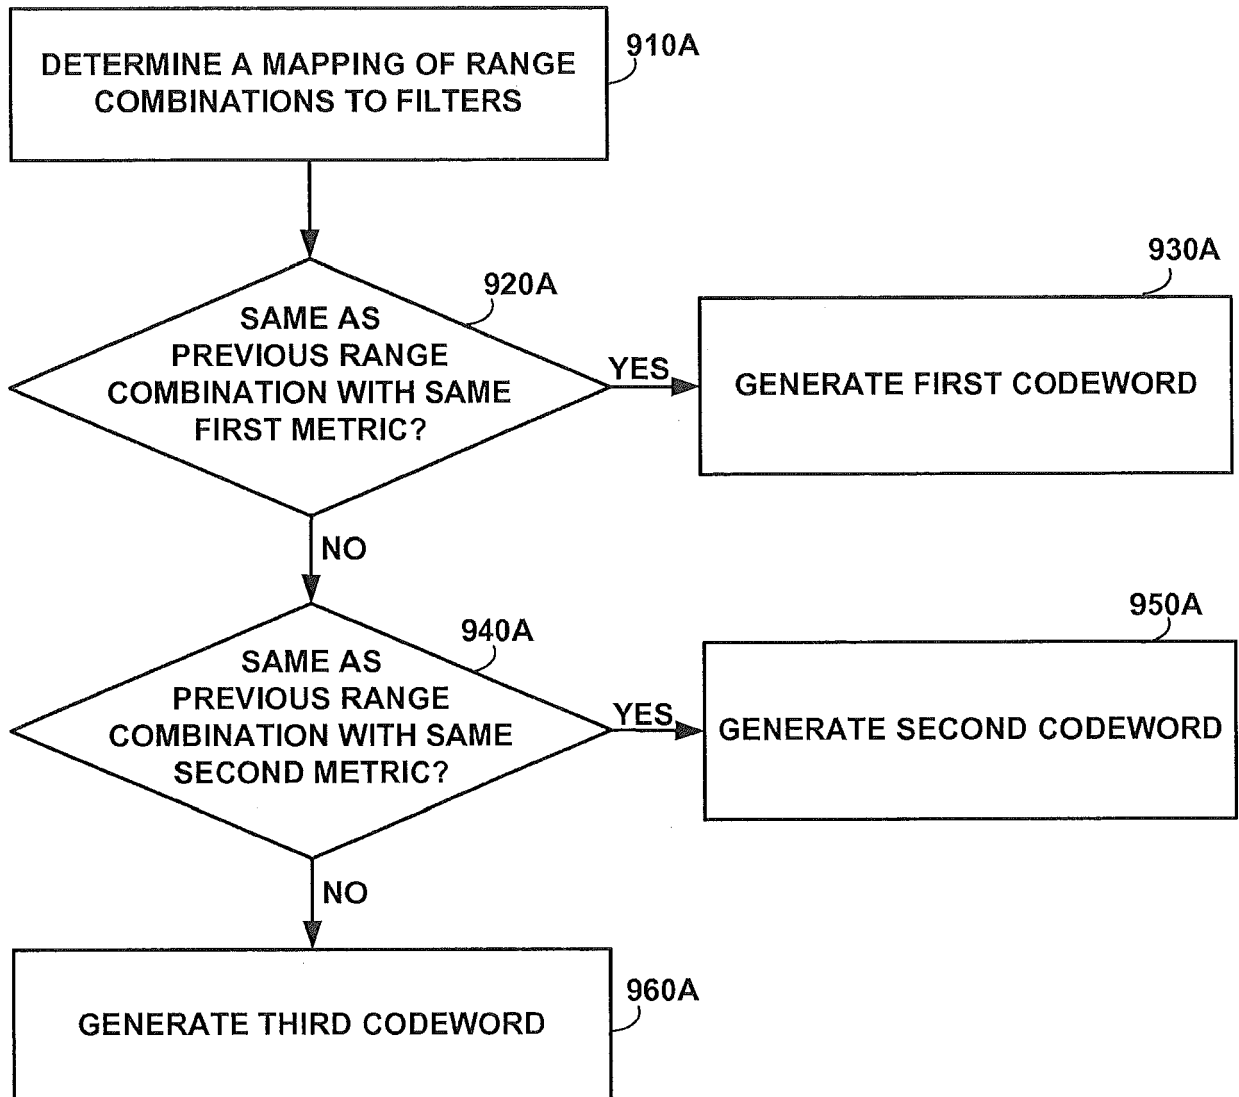 DETERMINE A MAPPING OF RANGE
COMBINATIONS TO FILTERS
910A
SAME AS
PREVIOUS RANGE
COMBINATION WITH SAME
FIRST METRIC?
920A
YES
930A
GENERATE FIRST CODEWORD
NO
SAME AS
PREVIOUS RANGE
COMBINATION WITH SAME
SECOND METRIC?
940A
YES
950A
GENERATE SECOND CODEWORD
NO
GENERATE THIRD CODEWORD
960A